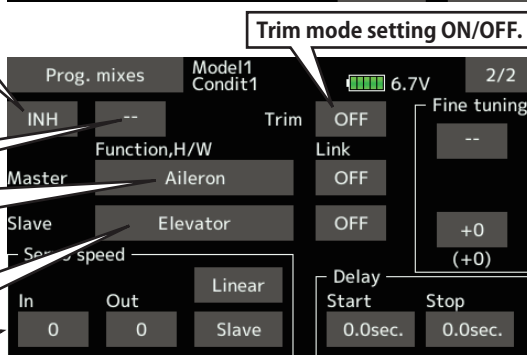 Trim mode setting ON/OFF.
Prog. mixes
Model1
Condit1
6.7V
2/2
INH
--
Trim
OFF
Fine tuning
--
Function,H/W
Link
Master
Aileron
OFF
Slave
Elevator
OFF
+0
(+0)
Servo speed
Linear
In
Out
0
0
Slave
Delay
Start
Stop
0.0sec.
0.0sec.